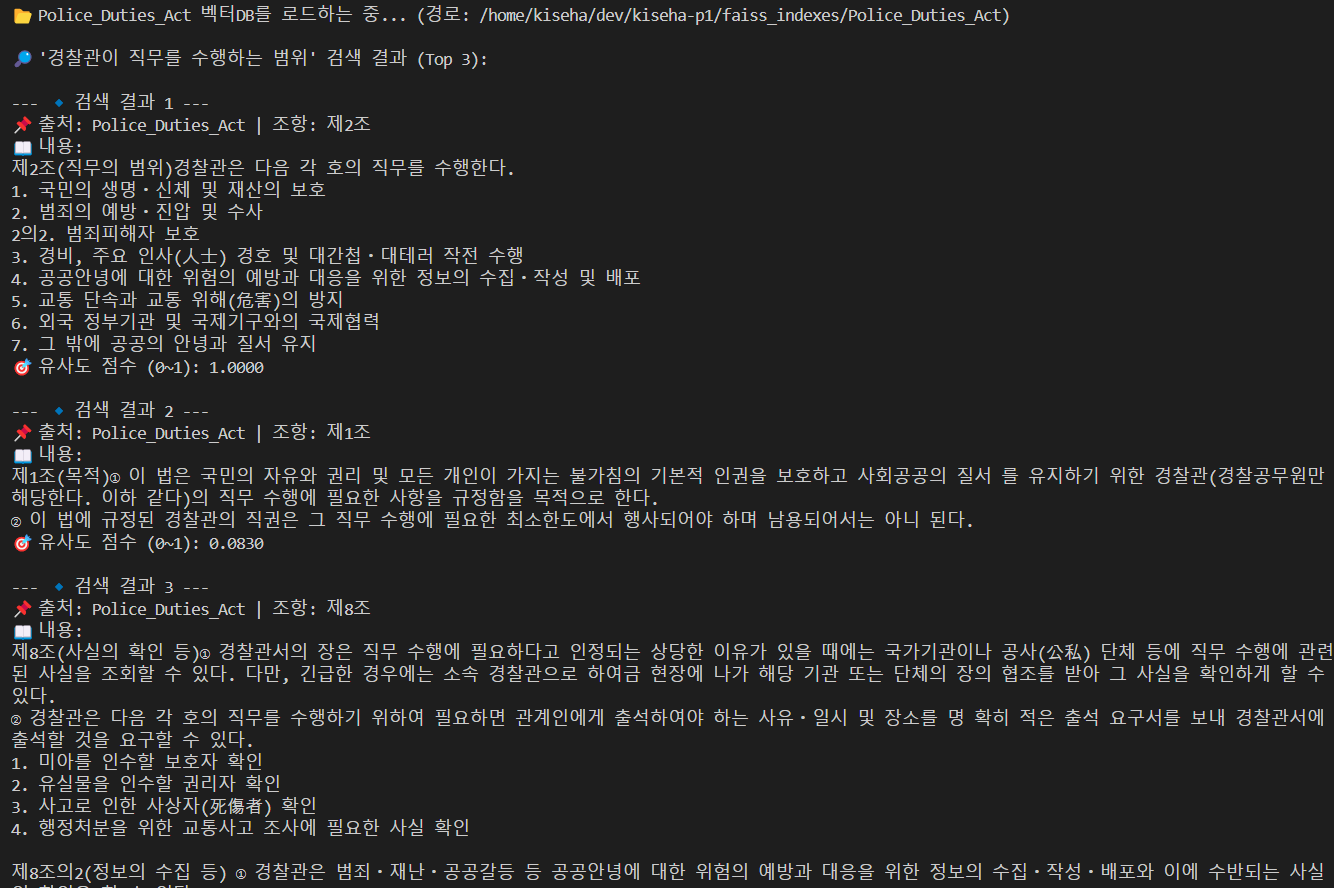 📂 Police_Duties_Act 벡터DB를 로드하는 중... (경로: /home/kiseha/dev/kiseha-p1/faiss_indexes/Police_Duties_Act)
🔎 '경찰관이 직무를 수행하는 범위' 검색 결과 (Top 3):
--- 🔹 검색 결과 1 ---
📌 출처: Police_Duties_Act | 조항: 제2조
📖 내용:
제2조(직무의 범위)경찰관은 다음 각 호의 직무를 수행한다.
1. 국민의 생명·신체 및 재산의 보호
2. 범죄의 예방·진압 및 수사
2의2. 범죄피해자 보호
3. 경비, 주요 인사(人士) 경호 및 대간첩·대테러 작전 수행
4. 공공안녕에 대한 위험의 예방과 대응을 위한 정보의 수집·작성 및 배포
5. 교통 단속과 교통 위해(危害)의 방지
6. 외국 정부기관 및 국제기구와의 국제협력
7. 그 밖에 공공의 안녕과 질서 유지
🎯 유사도 점수 (0~1): 1.0000
--- 🔹 검색 결과 2 ---
📌 출처: Police_Duties_Act | 조항: 제1조
📖 내용:
제1조(목적)① 이 법은 국민의 자유와 권리 및 모든 개인이 가지는 불가침의 기본적 인권을 보호하고 사회공공의 질서 를 유지하기 위한 경찰관(경찰공무원만
해당한다. 이하 같다)의 직무 수행에 필요한 사항을 규정함을 목적으로 한다.
② 이 법에 규정된 경찰관의 직권은 그 직무 수행에 필요한 최소한도에서 행사되어야 하며 남용되어서는 아니 된다.
🎯 유사도 점수 (0~1): 0.0830
--- 🔹 검색 결과 3 ---
📌 출처: Police_Duties_Act | 조항: 제8조
📖 내용:
제8조(사실의 확인 등)① 경찰관서의 장은 직무 수행에 필요하다고 인정되는 상당한 이유가 있을 때에는 국가기관이나 공사(公私) 단체 등에 직무 수행에 관련
된 사실을 조회할 수 있다. 다만, 긴급한 경우에는 소속 경찰관으로 하여금 현장에 나가 해당 기관 또는 단체의 장의 협조를 받아 그 사실을 확인하게 할 수
있다.
② 경찰관은 다음 각 호의 직무를 수행하기 위하여 필요하면 관계인에게 출석하여야 하는 사유·일시 및 장소를 명 확히 적은 출석 요구서를 보내 경찰관서에
출석할 것을 요구할 수 있다.
1. 미아를 인수할 보호자 확인
2. 유실물을 인수할 권리자 확인
3. 사고로 인한 사상자(死傷者) 확인
4. 행정처분을 위한 교통사고 조사에 필요한 사실 확인
제8조의2(정보의 수집 등) ① 경찰관은 범죄·재난·공공갈등 등 공공안녕에 대한 위험의 예방과 대응을 위한 정보의 수집·작성·배포와 이에 수반되는 사실